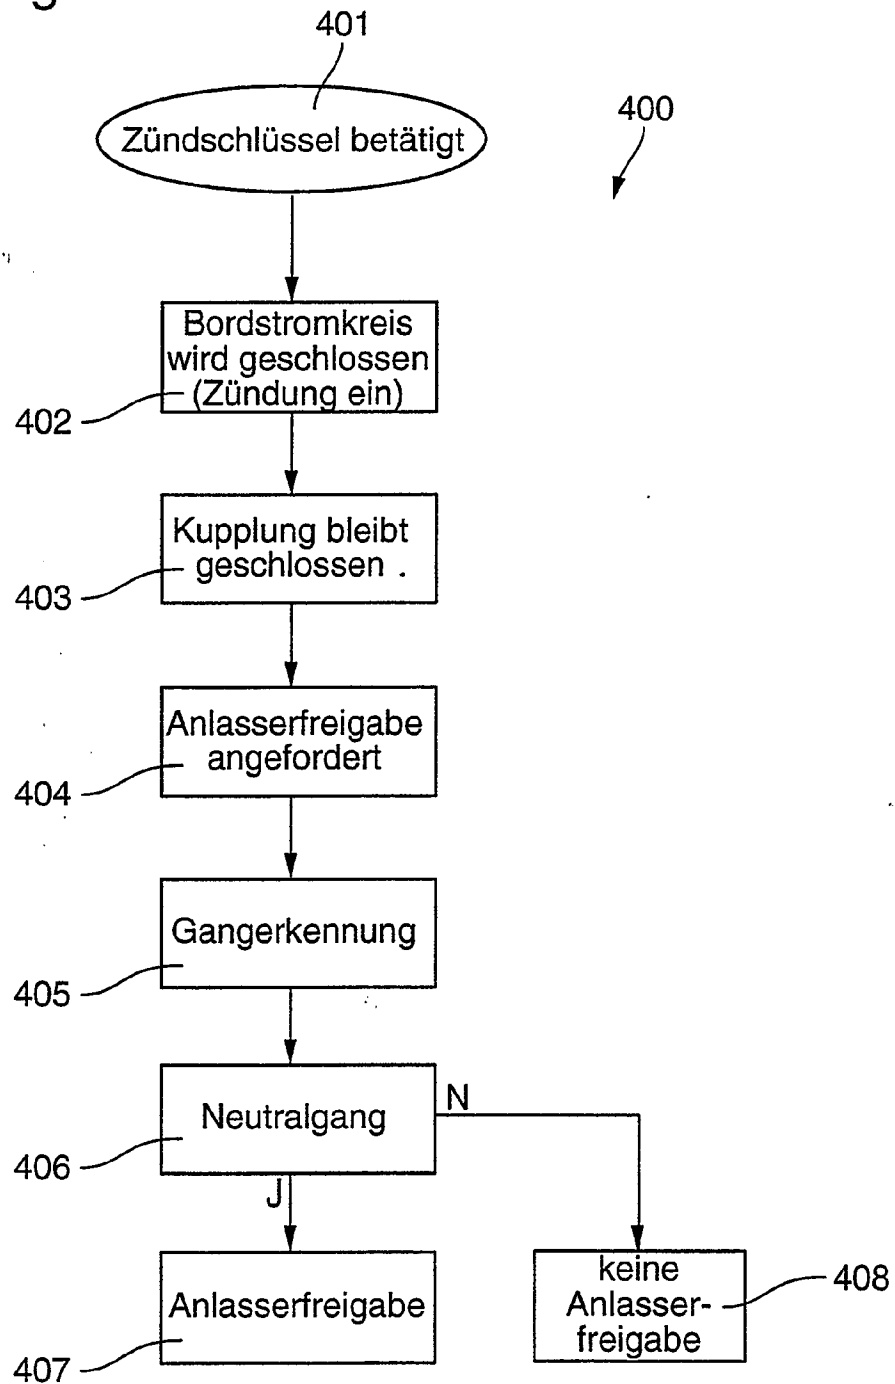 401
Zündschlüssel betätigt
400
Bordstromkreis
wird geschlossen
(Zündung ein)
402
Kupplung bleibt
geschlossen .
403
Anlasserfreigabe
angefordert
404
Gangerkennung
405
Neutralgang
N
406
J
Anlasserfreigabe
407
keine
Anlasser-
freigabe
408